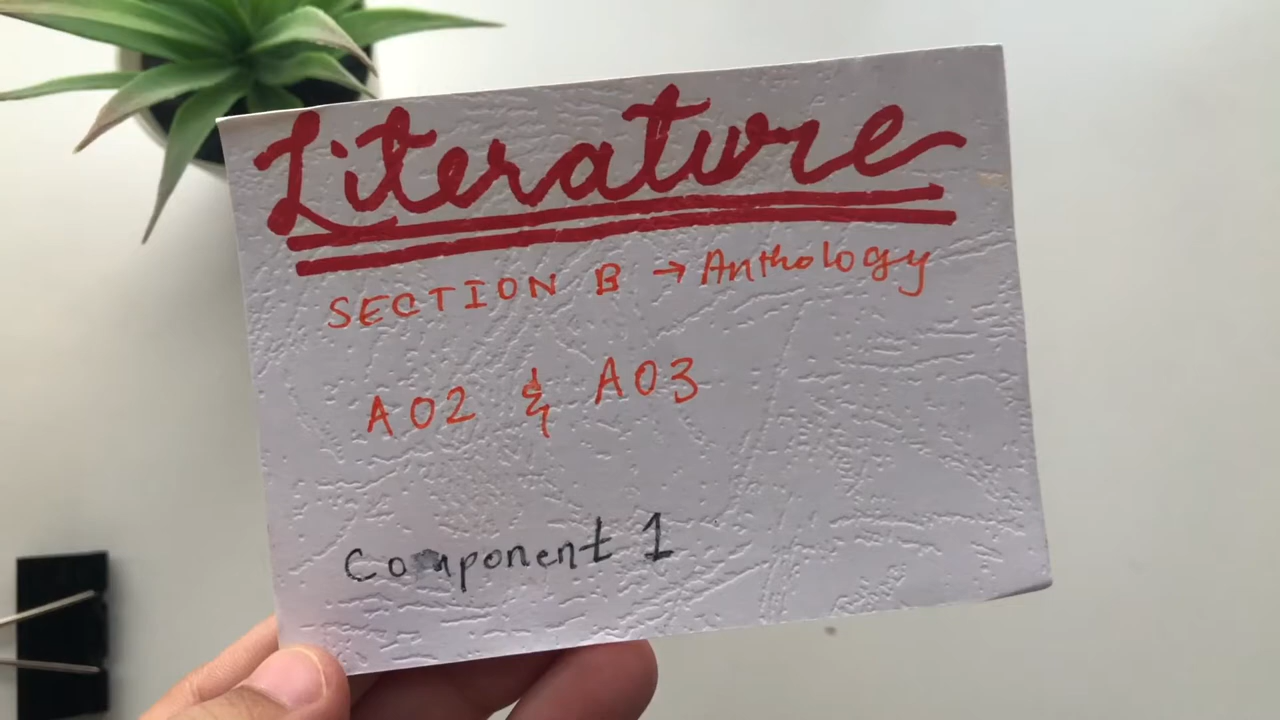 Literature
SECTION B → Anthology
AO2 & AO3
Component 1